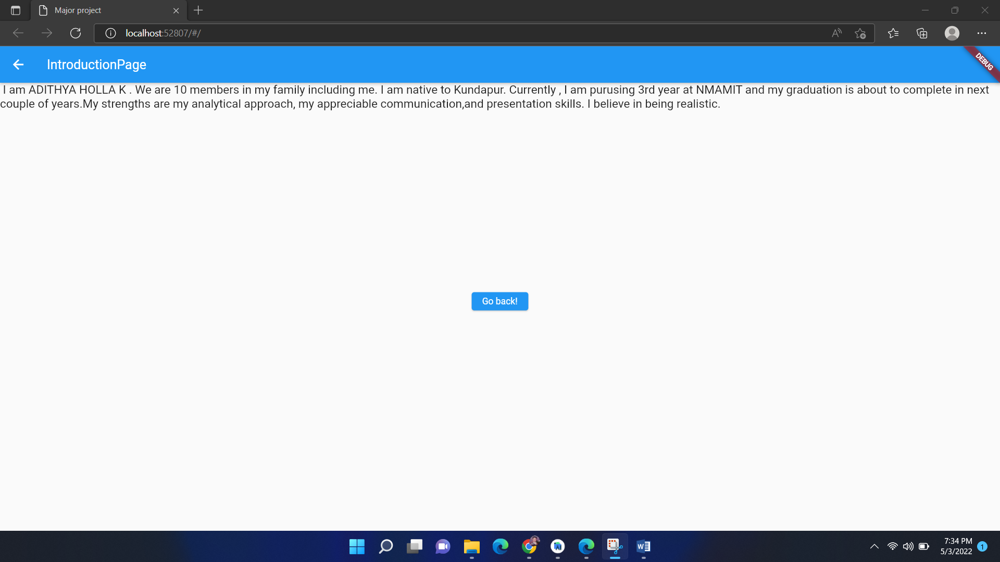 Major project
localhost:52807/#/
IntroductionPage
DEBUG
I am ADITHYA HOLLA K . We are 10 members in my family including me. I am native to Kundapur. Currently , I am purusing 3rd year at NMAMIT and my graduation is about to complete in next
couple of years.My strengths are my analytical approach, my appreciable communication,and presentation skills. I believe in being realistic.
Go back!
7:34 PM
5/3/2022
1